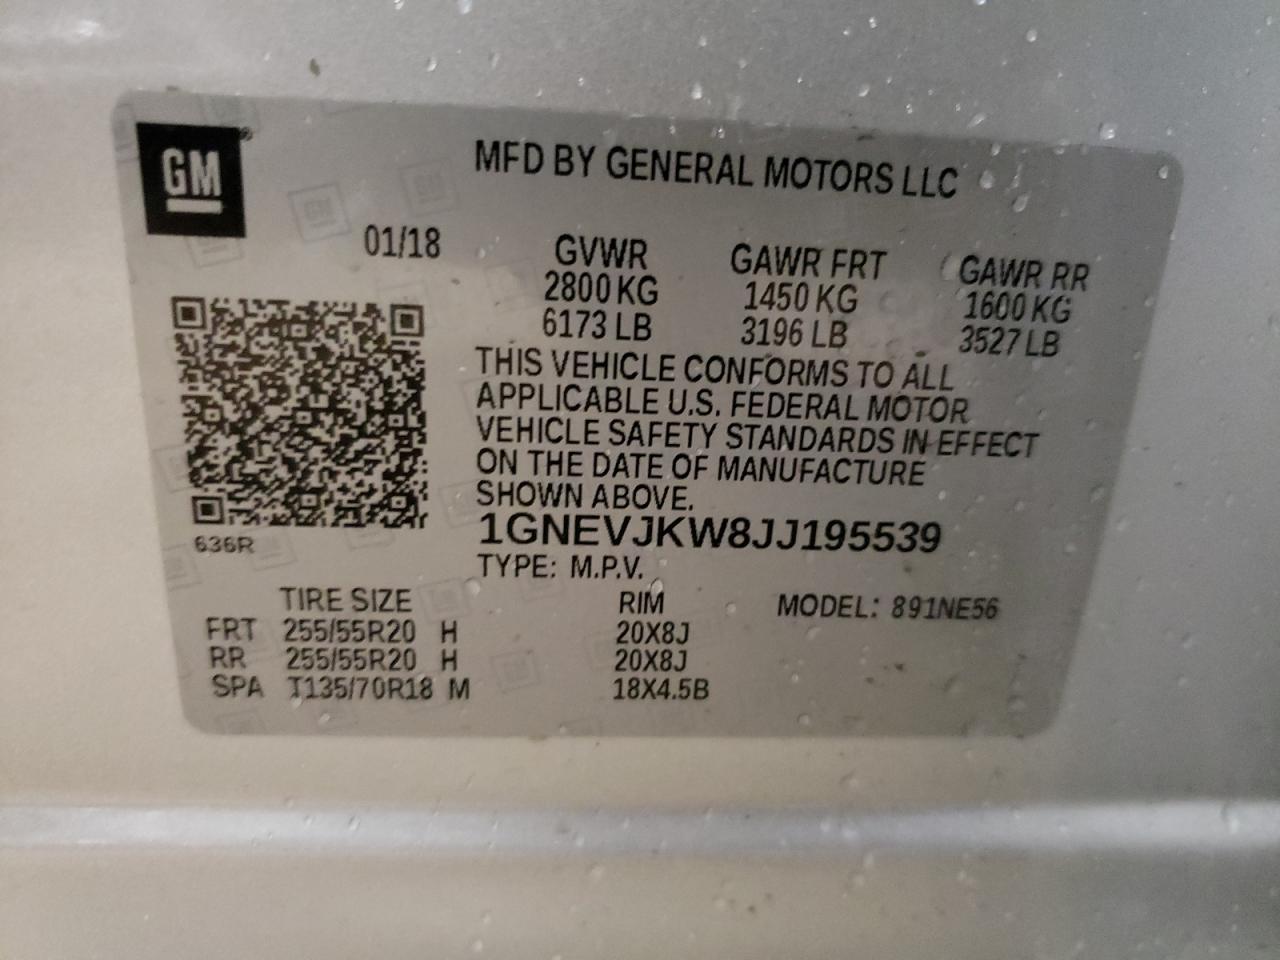 GM®
MFD BY GENERAL MOTORS LLC
01/18
GVWR GAWR FRT GAWR RR
2800 KG 1450 KG 1600 KG
6173 LB 3196 LB 3527 LB
THIS VEHICLE CONFORMS TO ALL
APPLICABLE U.S. FEDERAL MOTOR
VEHICLE SAFETY STANDARDS IN EFFECT
ON THE DATE OF MANUFACTURE
SHOWN ABOVE.
1GNEVJKW8JJ195539
636R
TYPE: M.P.V.
TIRE SIZE RIM MODEL: 891NE56
FRT 255/55R20 H 20X8J
RR 255/55R20 H 20X8J
SPA T135/70R18 M 18X4.5B